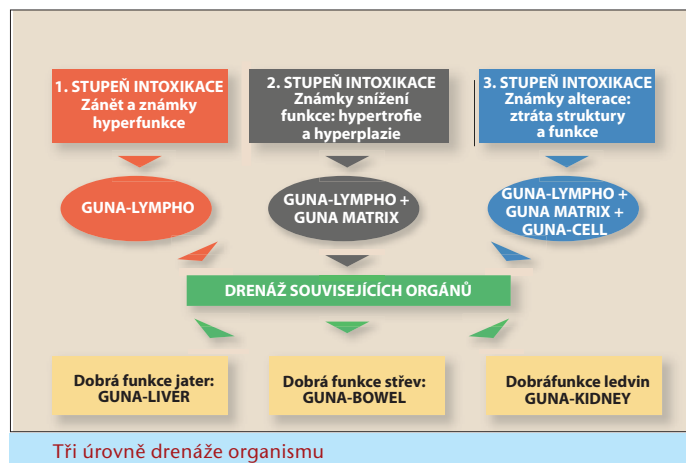 1. STUPEŇ INTOXIKACE
Zánět a známky
hyperfunkce
2. STUPEŇ INTOXIKACE
Známky snížení
funkce: hypertrofie
a hyperplazie
3. STUPEŇ INTOXIKACE
Známky alterace:
ztráta struktury
a funkce
GUNA-LYMPHO
GUNA-LYMPHO +
GUNA MATRIX
GUNA-LYMPHO +
GUNA MATRIX +
GUNA-CELL
DRENÁŽ SOUVISEJÍCÍCH ORGÁNŮ
Dobrá funkce jater:
GUNA-LIVER
Dobrá funkce střev:
GUNA-BOWEL
Dobráfunkce ledvin
GUNA-KIDNEY
Tři úrovně drenáže organismu